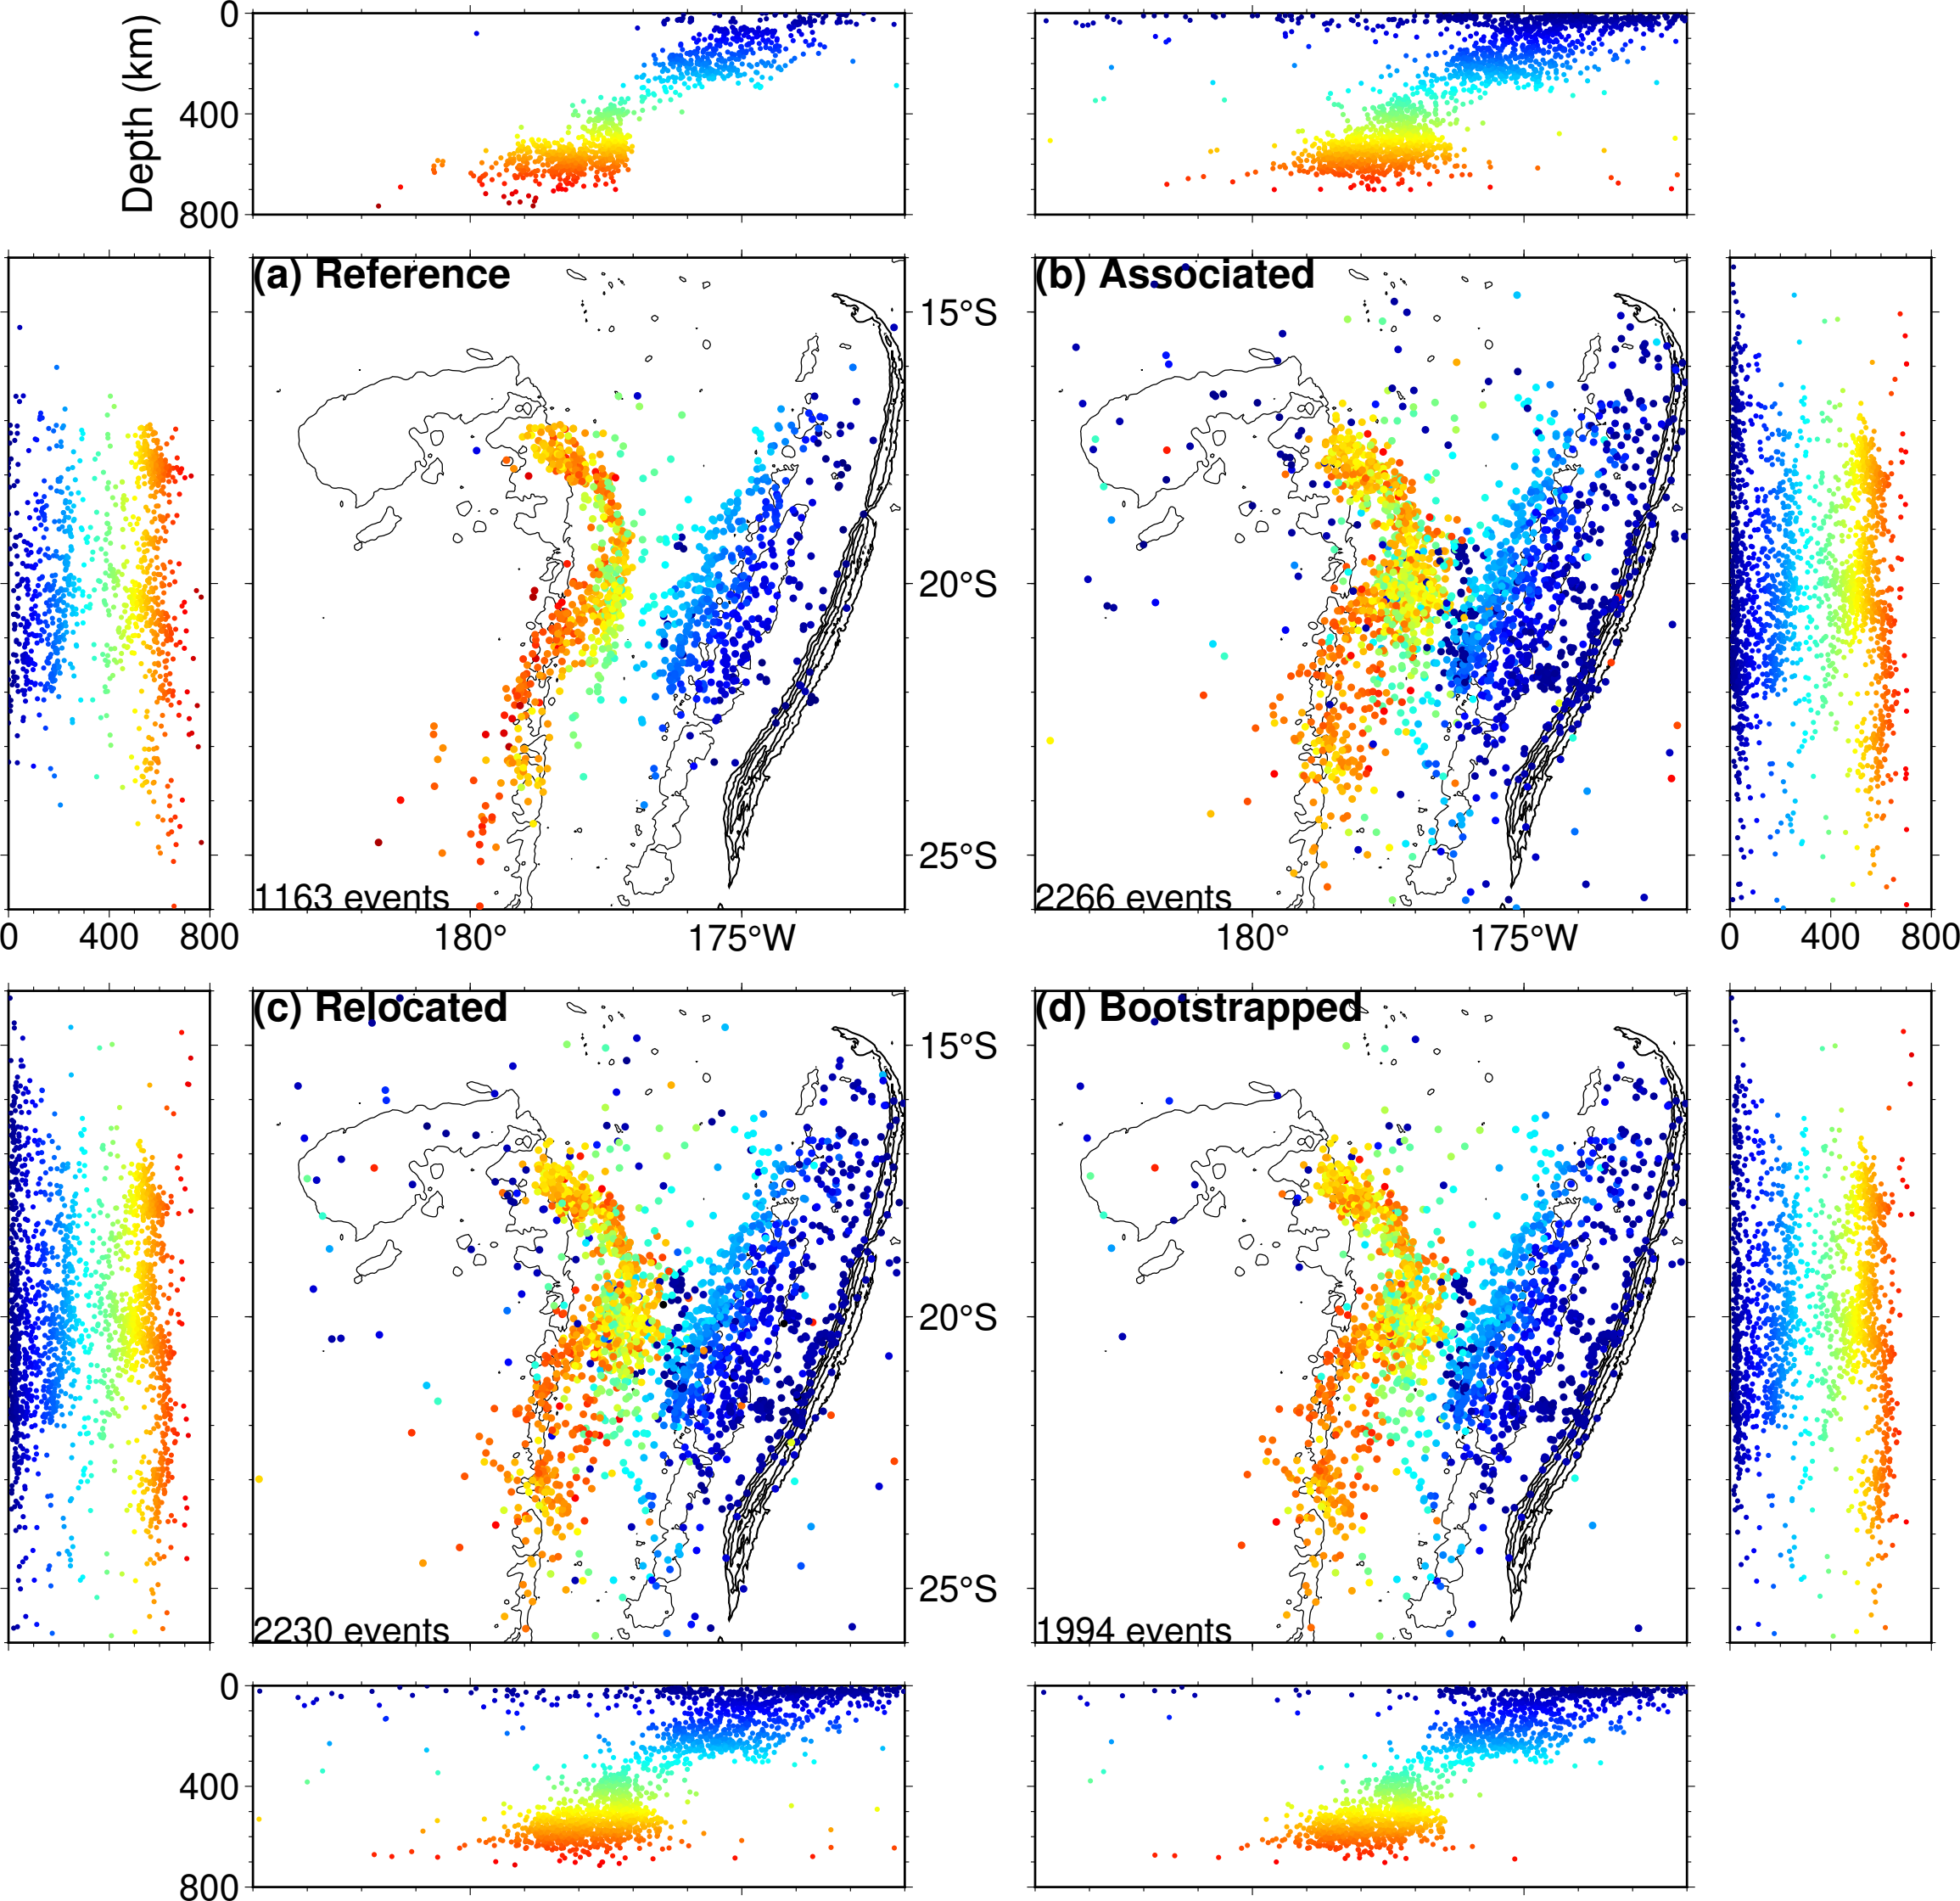 0
400
800
Depth (km)
(a) Reference
(b) Associated
15°S
20°S
25°S
1163 events
2266 events
0 400 800
180° 175°W
180° 175°W
0 400 800
(c) Relocated
(d) Bootstrapped
15°S
20°S
25°S
2230 events
1994 events
0
400
800